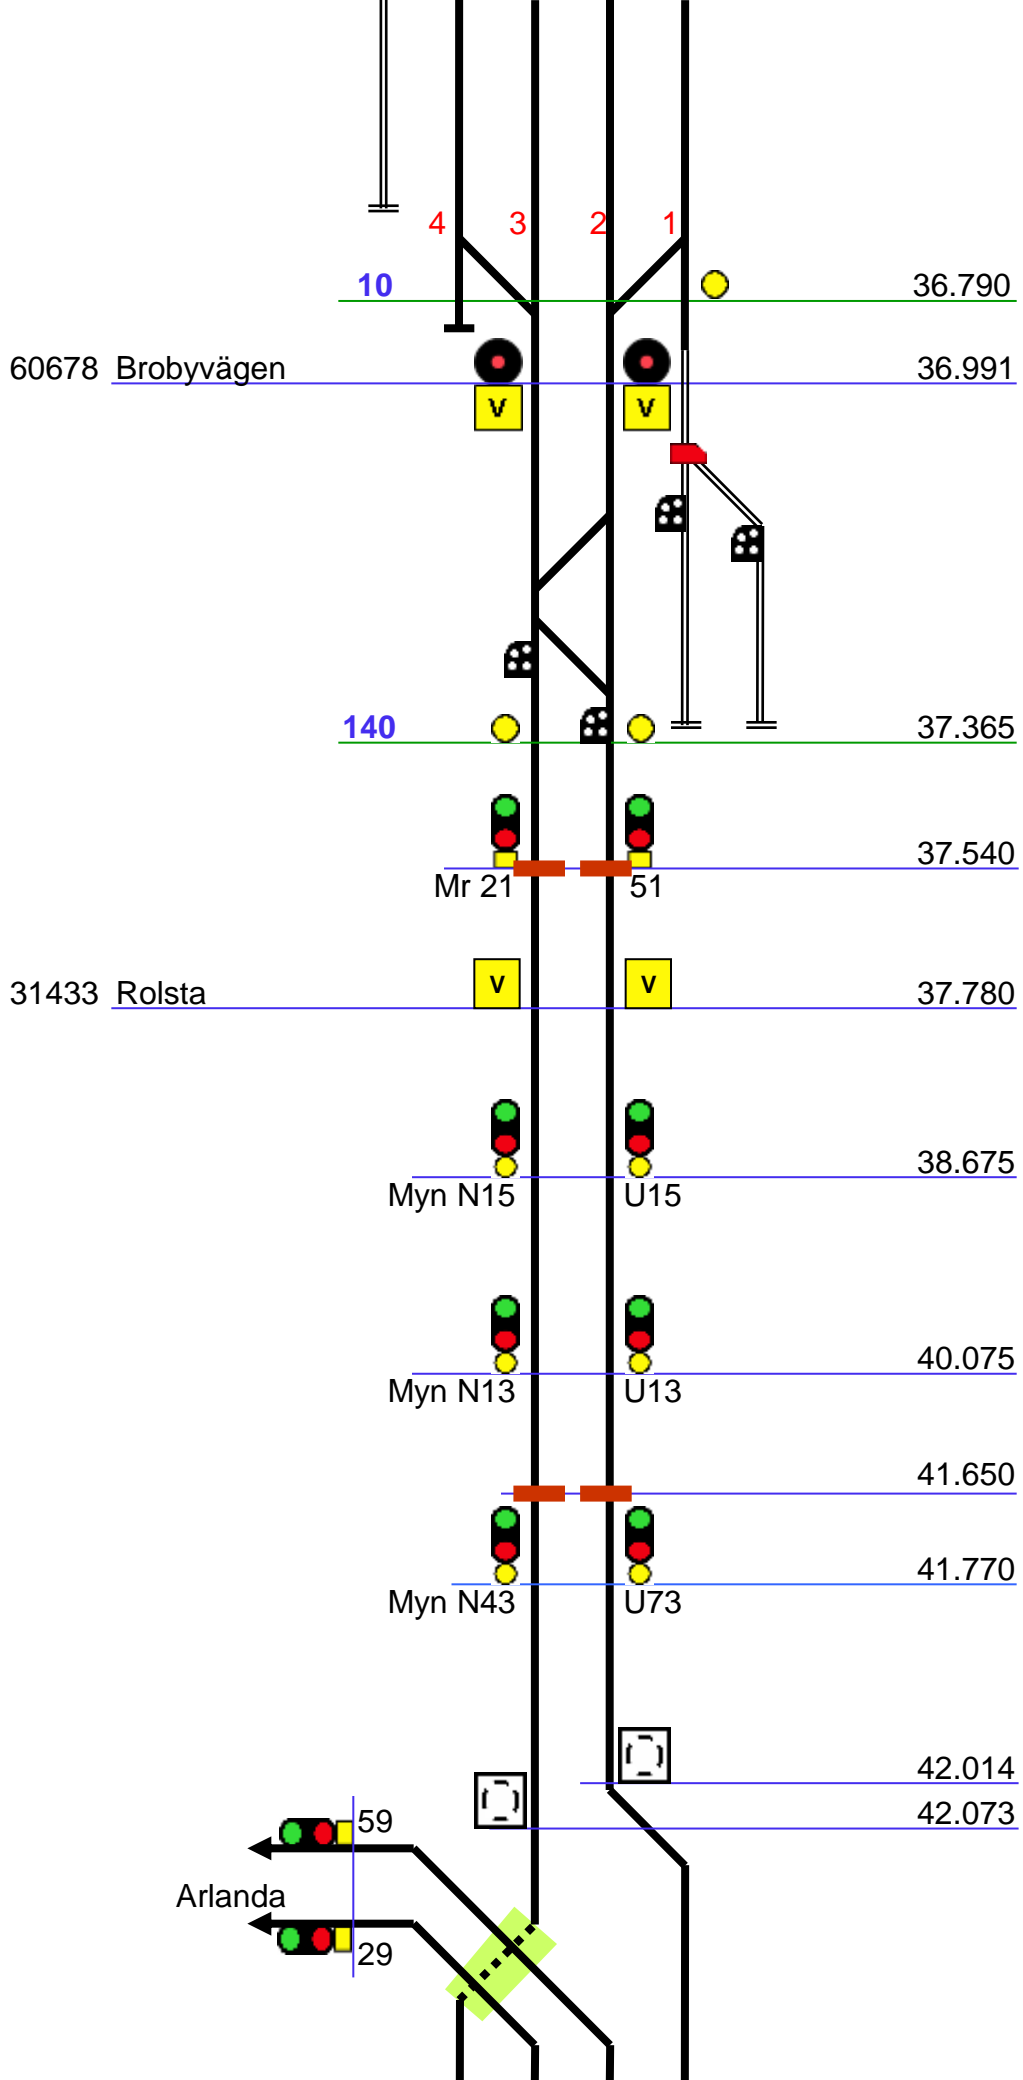 4 3 2 1
10 36.790
60678 Brobyvägen 36.991
V V
140 37.365
37.540
Mr 21 51
V V
31433 Rolsta 37.780
38.675
Myn N15 U15
40.075
Myn N13 U13
41.650
41.770
Myn N43 U73
42.014
42.073
59
Arlanda
29